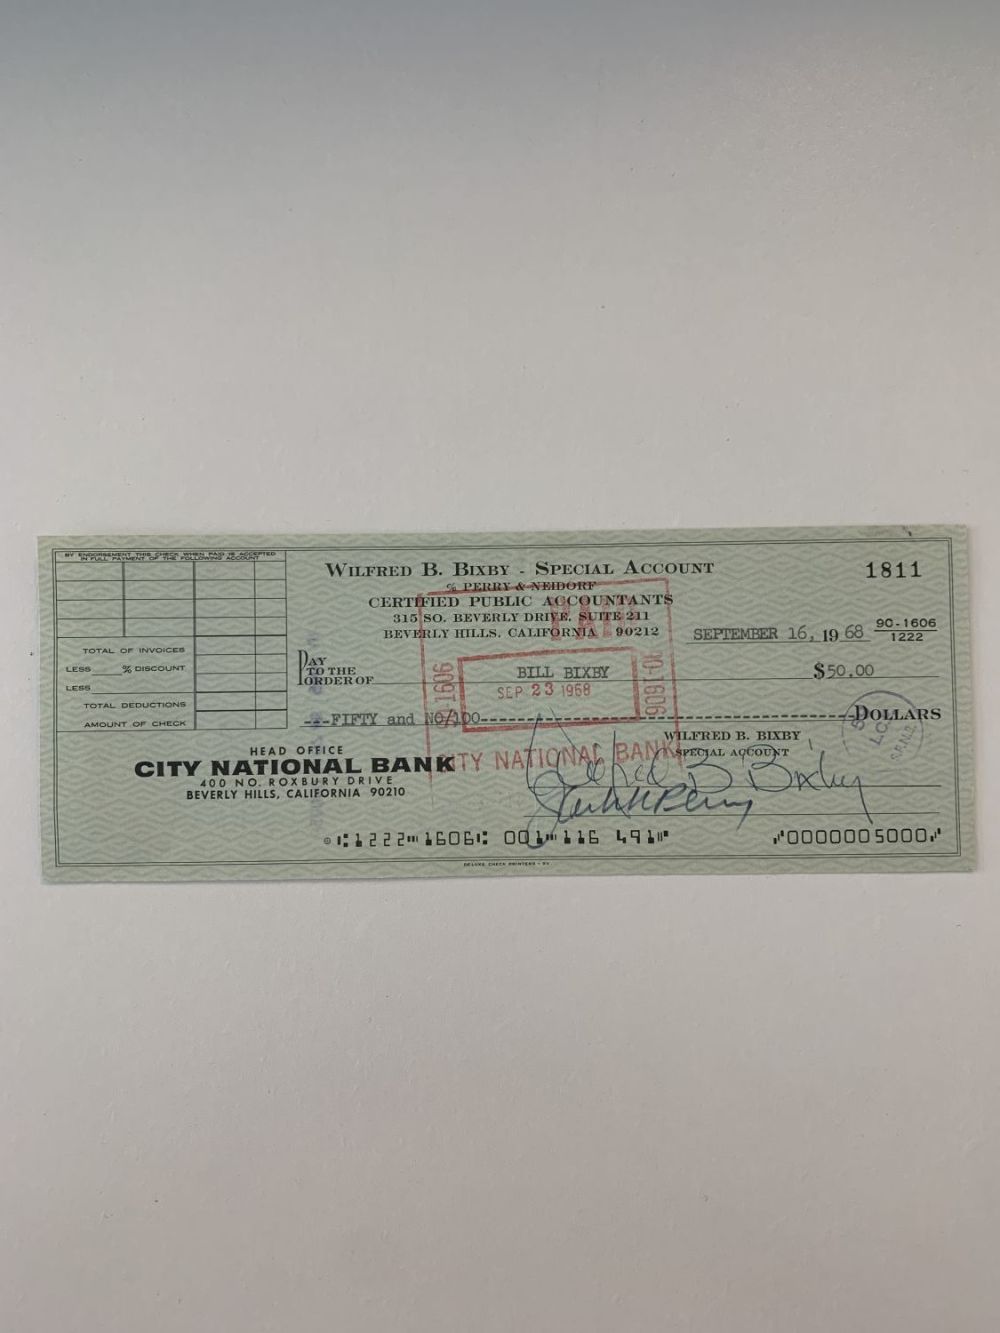 BY ENDORSEMENT THIS CHECK WHEN PAID IS ACCEPTED
IN FULL PAYMENT OF THE FOLLOWING ACCOUNT
WILFRED B. BIXBY - SPECIAL ACCOUNT
% PERRY & NEIDORF
CERTIFIED PUBLIC ACCOUNTANTS
315 SO. BEVERLY DRIVE, SUITE 211
BEVERLY HILLS, CALIFORNIA 90212
1811
SEPTEMBER 16, 1968
90-1606
1222
TOTAL OF INVOICES
LESS % DISCOUNT
LESS
TOTAL DEDUCTIONS
AMOUNT OF CHECK
PAY
TO THE
ORDER OF
BILL BIXBY
$50.00
PAID
SEP 23 1968
90-1606
90-1606
CITY NATIONAL BANK
---FIFTY and NO/100---DOLLARS
WILFRED B. BIXBY
SPECIAL ACCOUNT
Wilfred B Bixby
HEAD OFFICE
CITY NATIONAL BANK
400 NO. ROXBURY DRIVE
BEVERLY HILLS, CALIFORNIA 90210
⑆1222⑉1606⑆ 001⑉116 491⑈ ⑇0000005000⑇
DELUXE CHECK PRINTERS